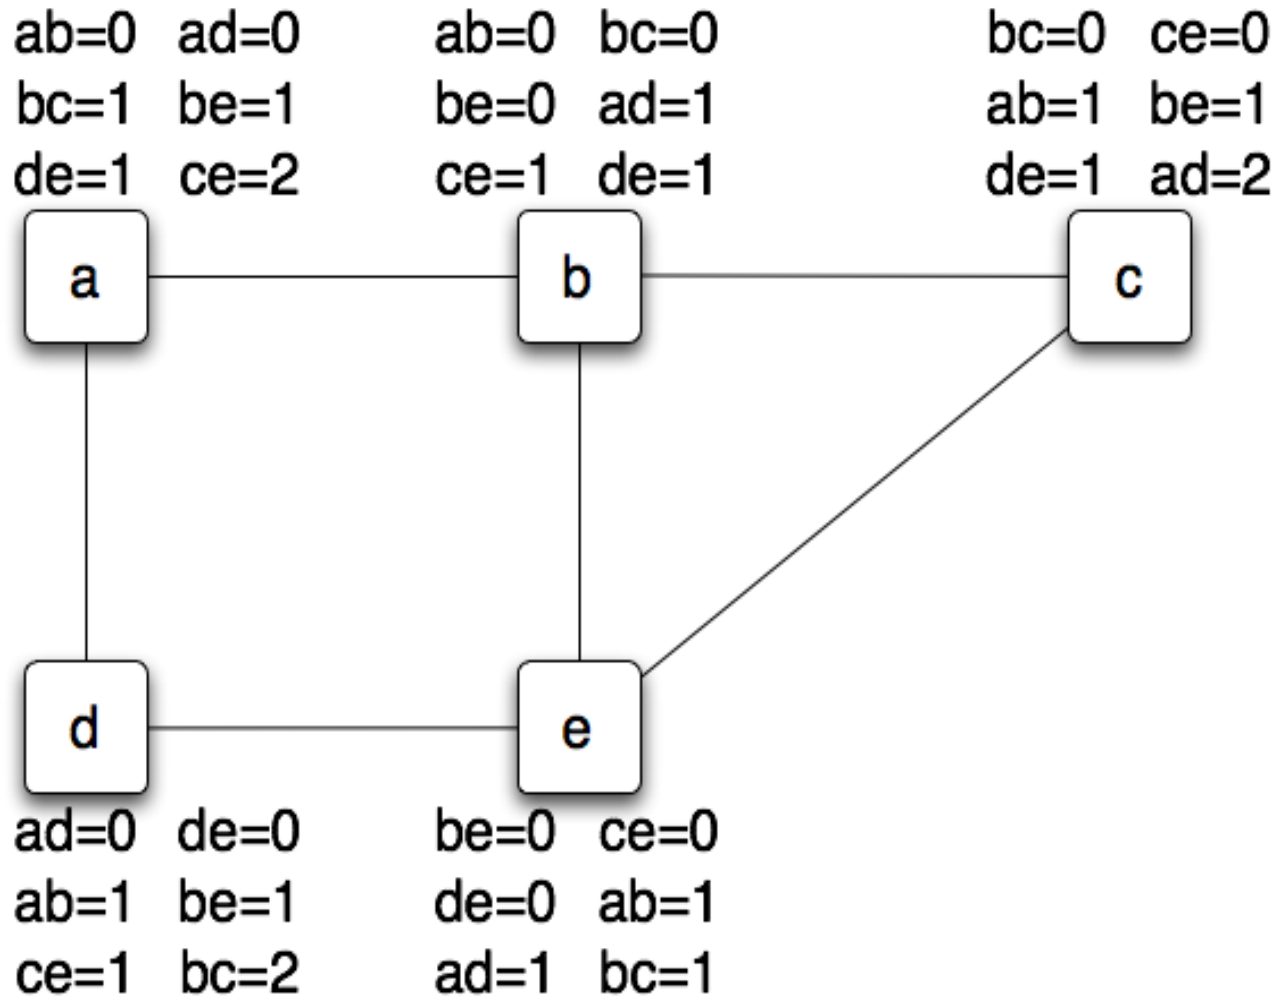 ab=0 ad=0 ab=0 bc=0 bc=0 ce=0
bc=1 be=1 be=0 ad=1 ab=1 be=1
de=1 ce=2 ce=1 de=1 de=1 ad=2
a b c
d e
ad=0 de=0 be=0 ce=0
ab=1 be=1 de=0 ab=1
ce=1 bc=2 ad=1 bc=1